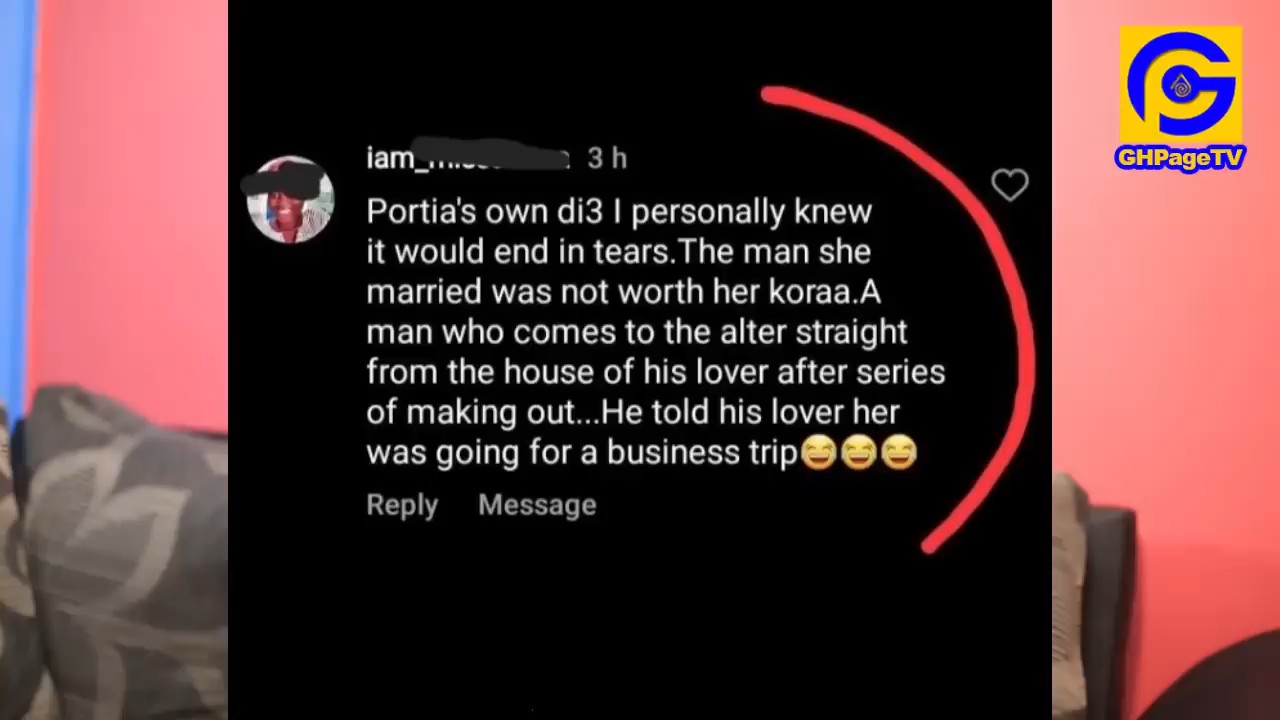 GHPageTV
3 h
Portia's own di3 I personally knew
it would end in tears.The man she
married was not worth her koraa.A
man who comes to the alter straight
from the house of his lover after series
of making out...He told his lover her
was going for a business trip😂😂😂
Reply Message